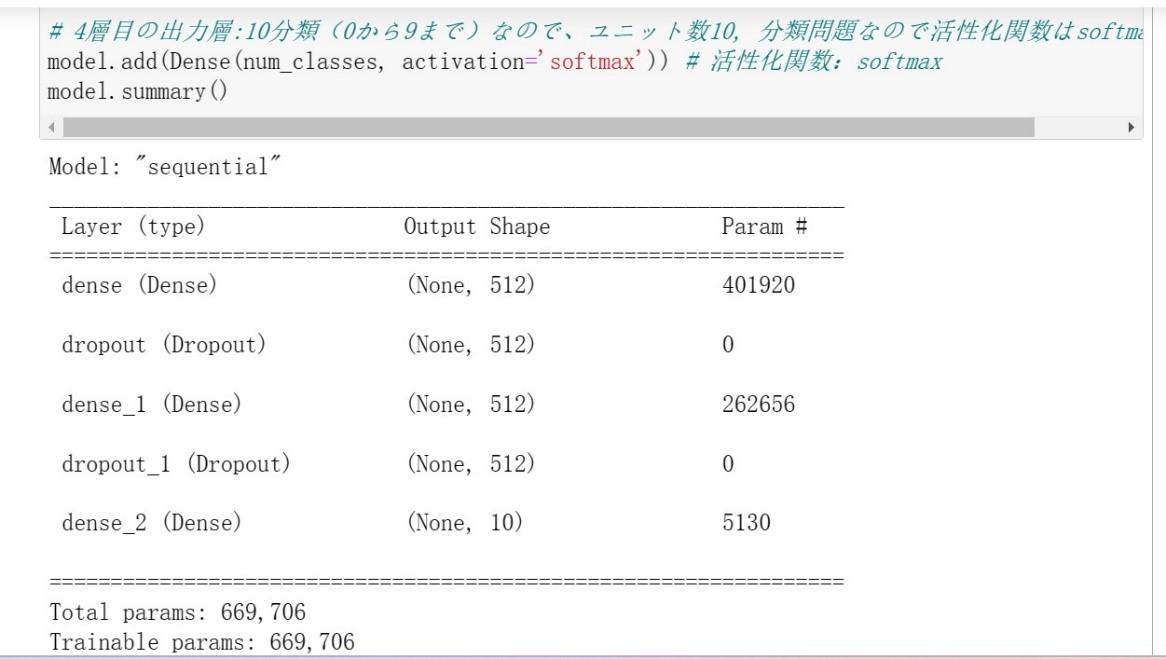 # 4層目の出力層:10分類（0から9まで）なので、ユニット数10, 分類問題なので活性化関数はsoftma
model.add(Dense(num_classes, activation='softmax')) # 活性化関数：softmax
model.summary()
Model: "sequential"
Layer (type) Output Shape Param #
=================================================================
dense (Dense) (None, 512) 401920
dropout (Dropout) (None, 512) 0
dense_1 (Dense) (None, 512) 262656
dropout_1 (Dropout) (None, 512) 0
dense_2 (Dense) (None, 10) 5130
=================================================================
Total params: 669,706
Trainable params: 669,706